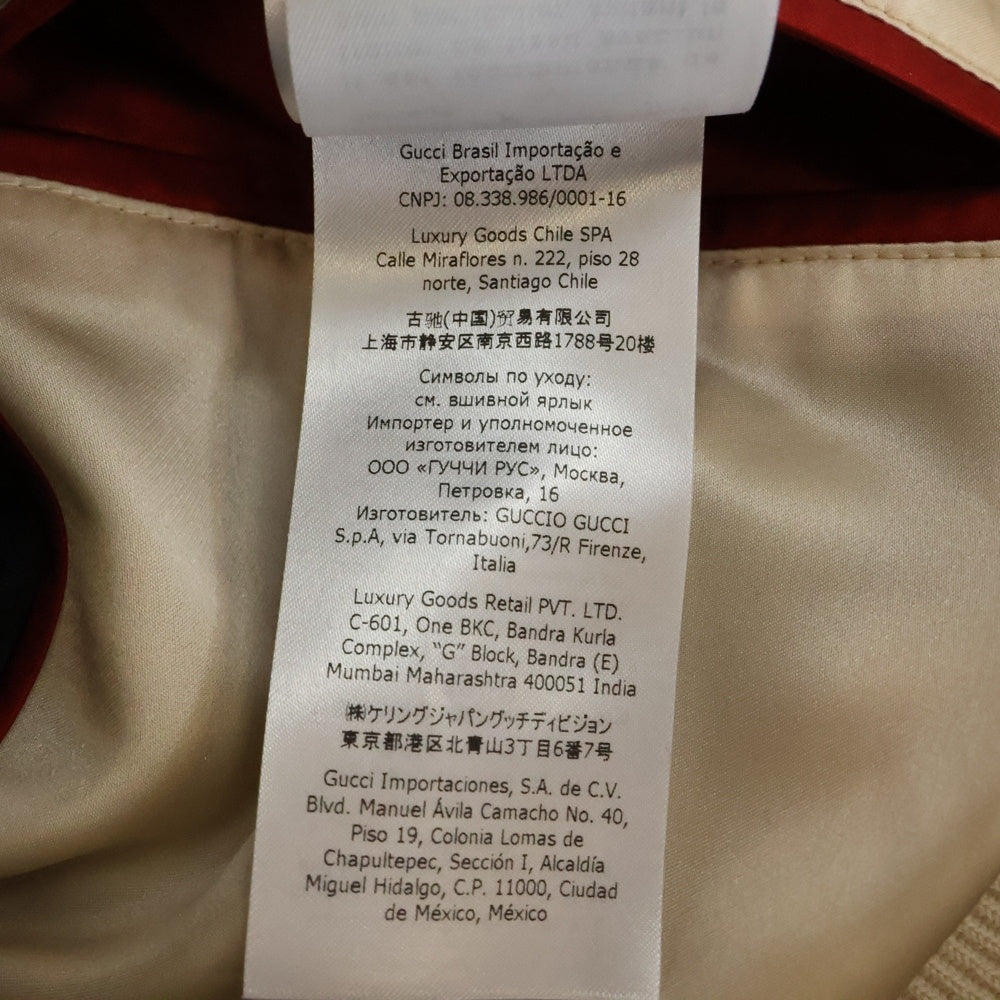 Gucci Brasil Importação e
Exportação LTDA
CNPJ: 08.338.986/0001-16
Luxury Goods Chile SPA
Calle Miraflores n. 222, piso 28
norte, Santiago Chile
古驰(中国)贸易有限公司
上海市静安区南京西路1788号20楼
Символы по уходу:
см. вшивной ярлык
Импортер и уполномоченное
изготовителем лицо:
ООО «ГУЧЧИ РУС», Москва,
Петровка, 16
Изготовитель: GUCCIO GUCCI
S.p.A, via Tornabuoni,73/R Firenze,
Italia
Luxury Goods Retail PVT. LTD.
C-601, One BKC, Bandra Kurla
Complex, “G” Block, Bandra (E)
Mumbai Maharashtra 400051 India
㈱ケリングジャパングッチディビジョン
東京都港区北青山3丁目6番7号
Gucci Importaciones, S.A. de C.V.
Blvd. Manuel Ávila Camacho No. 40,
Piso 19, Colonia Lomas de
Chapultepec, Sección I, Alcaldía
Miguel Hidalgo, C.P. 11000, Ciudad
de México, México